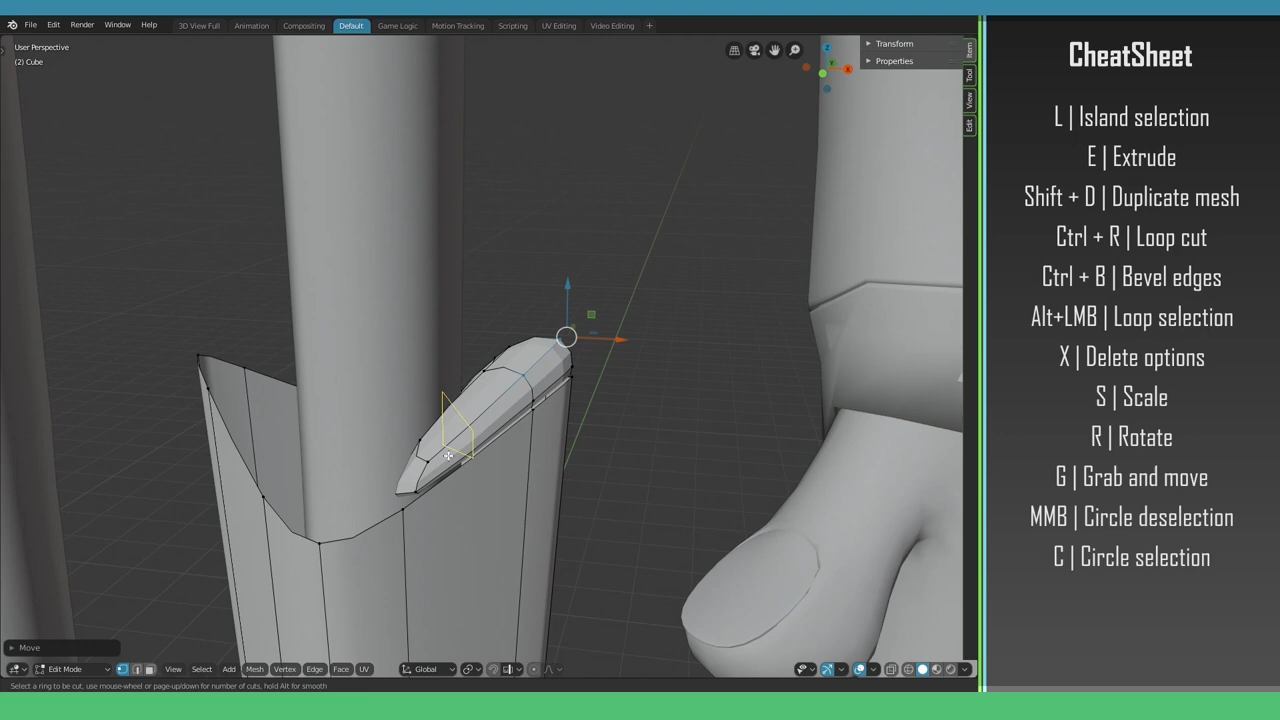 File Edit Render Window Help 3D View Full Animation Compositing Default Game Logic Motion Tracking Scripting UV Editing Video Editing +
User Perspective
(2) Cube
Z
Y
X
Transform
Properties
Item
Tool
View
Edit
CheatSheet
L | Island selection
E | Extrude
Shift + D | Duplicate mesh
Ctrl + R | Loop cut
Ctrl + B | Bevel edges
Alt+LMB | Loop selection
X | Delete options
S | Scale
R | Rotate
G | Grab and move
MMB | Circle deselection
C | Circle selection
Move
Edit Mode View Select Add Mesh Vertex Edge Face UV Global
Select a ring to be cut, use mouse-wheel or page-up/down for number of cuts, hold Alt for smooth